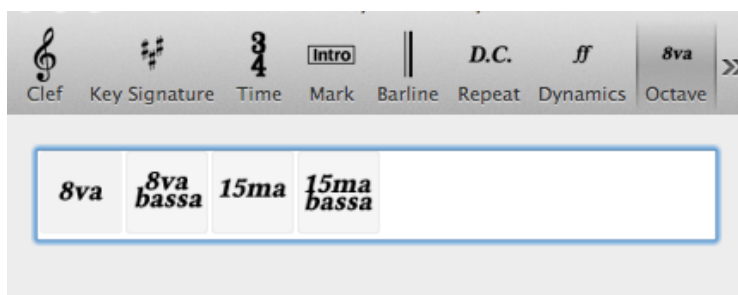 3
4
Intro
D.C.
ff
8va
Clef Key Signature Time Mark Barline Repeat Dynamics Octave
8va 8va bassa 15ma 15ma bassa